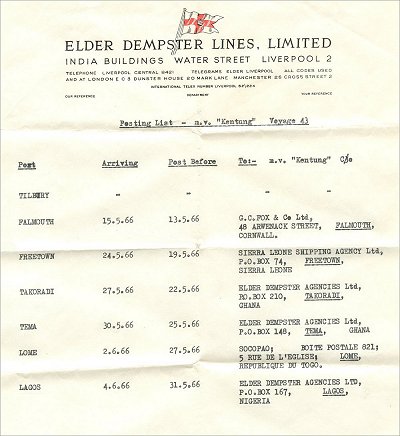 ELDER DEMPSTER LINES, LIMITED
INDIA BUILDINGS WATER STREET LIVERPOOL 2
TELEPHONE LIVERPOOL CENTRAL 8421 TELEGRAMS ELDER LIVERPOOL ALL CODES USED
AND AT LONDON E C 3 DUNSTER HOUSE 20 MARK LANE MANCHESTER 26 CROSS STREET 2
INTERNATIONAL TELEX NUMBER LIVERPOOL
OUR REFERENCE DEPARTMENT YOUR REFERENCE
Posting List - m.v. "Kentung" Voyage 43
Port Arriving Post Before To:- m.v. "Kentung" C/o
TILBURY - - -
FALMOUTH 15.5.66 13.5.66 G.C.FOX & Co Ltd,
48 ARWENACK STREET, FALMOUTH,
CORNWALL.
FREETOWN 24.5.66 19.5.66 SIERRA LEONE SHIPPING AGENCY Ltd,
P.O.BOX 74, FREETOWN,
SIERRA LEONE
TAKORADI 27.5.66 22.5.66 ELDER DEMPSTER AGENCIES Ltd,
PO.BOX 210, TAKORADI,
GHANA
TEMA 30.5.66 25.5.66 ELDER DEMPSTER AGENCIES Ltd,
P.O.BOX 148, TEMA, GHANA
LOME 2.6.66 27.5.66 SOCOPAO; BOITE POSTALE 821;
5 RUE DE L'EGLISE; LOME,
REPUBLIQUE DU TOGO.
LAGOS 4.6.66 31.5.66 ELDER DEMPSTER AGENCIES LTD,
P.O.BOX 167, LAGOS,
NIGERIA